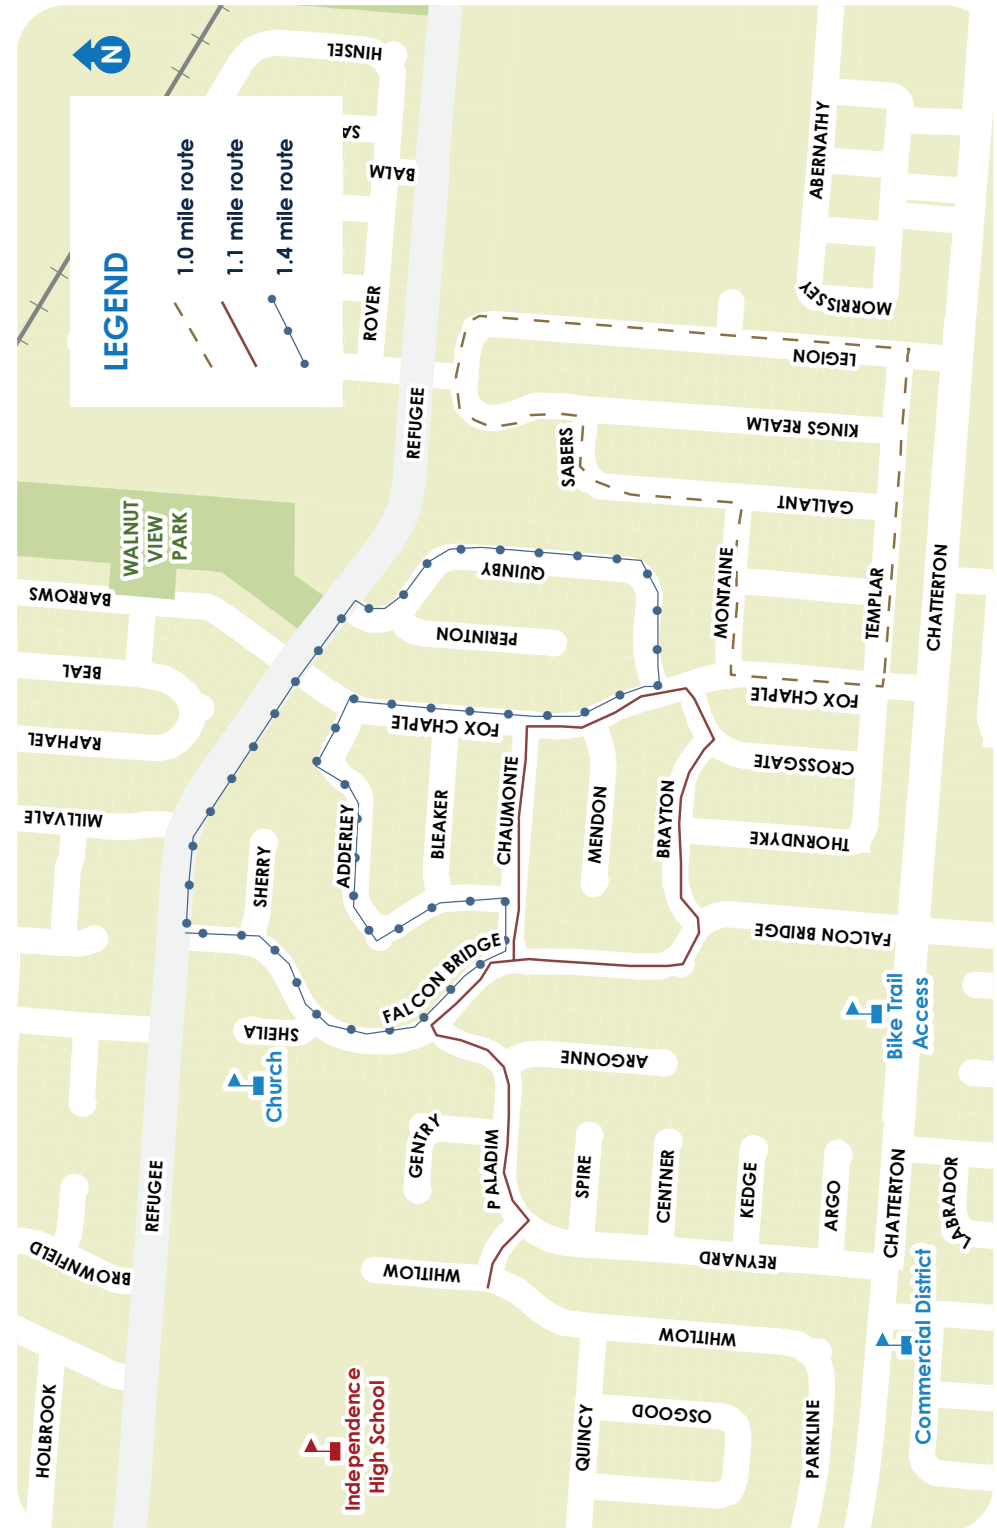 N
LEGEND
1.0 mile route
1.1 mile route
1.4 mile route
HINSEL
SA
BALM
ROVER
REFUGEE
ABERNATHY
MORRISSEY
LEGION
KINGS REALM
SABERS
GALLANT
MONTAINE
TEMPLAR
CHATTERTON
WALNUT
VIEW
PARK
BARROWS
BEAL
RAPHAEL
MILLVALE
QUINBY
PERINTON
FOX CHAPLE
FOX CHAPLE
CROSSGATE
THORNDYKE
FALCON BRIDGE
SHERRY
ADDERLEY
BLEAKER
CHAUMONTE
MENDON
BRAYTON
FALCON BRIDGE
SHEILA
Church
ARGONNE
Bike Trail
Access
GENTRY
PALADIM
SPIRE
CENTNER
KEDGE
ARGO
CHATTERTON
LABRADOR
REFUGEE
BROWNFIELD
WHITLOW
REYNARD
WHITLOW
Commercial District
HOLBROOK
Independence
High School
QUINCY
OSGOOD
PARKLINE